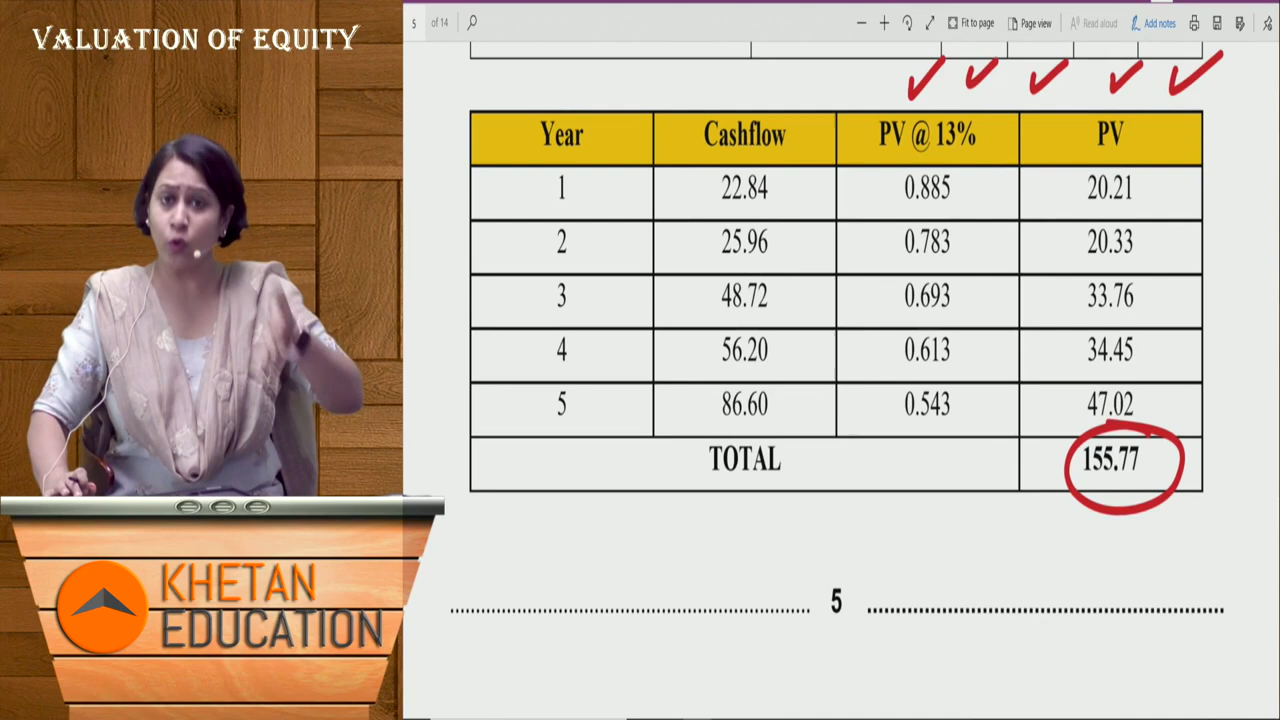 VALUATION OF EQUITY
5 of 14
Fit to page
Page view
Read aloud
Add notes
Year Cashflow PV @ 13% PV
1 22.84 0.885 20.21
2 25.96 0.783 20.33
3 48.72 0.693 33.76
4 56.20 0.613 34.45
5 86.60 0.543 47.02
TOTAL 155.77
5
KHETAN
EDUCATION